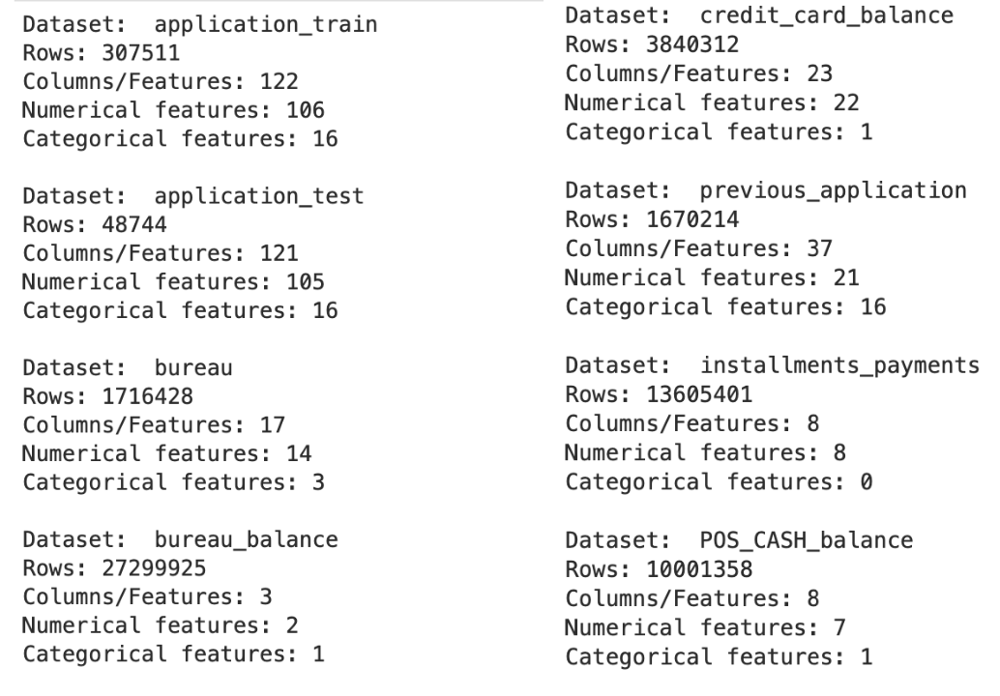 Dataset:  application_train
Rows: 307511
Columns/Features: 122
Numerical features: 106
Categorical features: 16
Dataset:  application_test
Rows: 48744
Columns/Features: 121
Numerical features: 105
Categorical features: 16
Dataset:  bureau
Rows: 1716428
Columns/Features: 17
Numerical features: 14
Categorical features: 3
Dataset:  bureau_balance
Rows: 27299925
Columns/Features: 3
Numerical features: 2
Categorical features: 1
Dataset:  credit_card_balance
Rows: 3840312
Columns/Features: 23
Numerical features: 22
Categorical features: 1
Dataset:  previous_application
Rows: 1670214
Columns/Features: 37
Numerical features: 21
Categorical features: 16
Dataset:  installments_payments
Rows: 13605401
Columns/Features: 8
Numerical features: 8
Categorical features: 0
Dataset:  POS_CASH_balance
Rows: 10001358
Columns/Features: 8
Numerical features: 7
Categorical features: 1